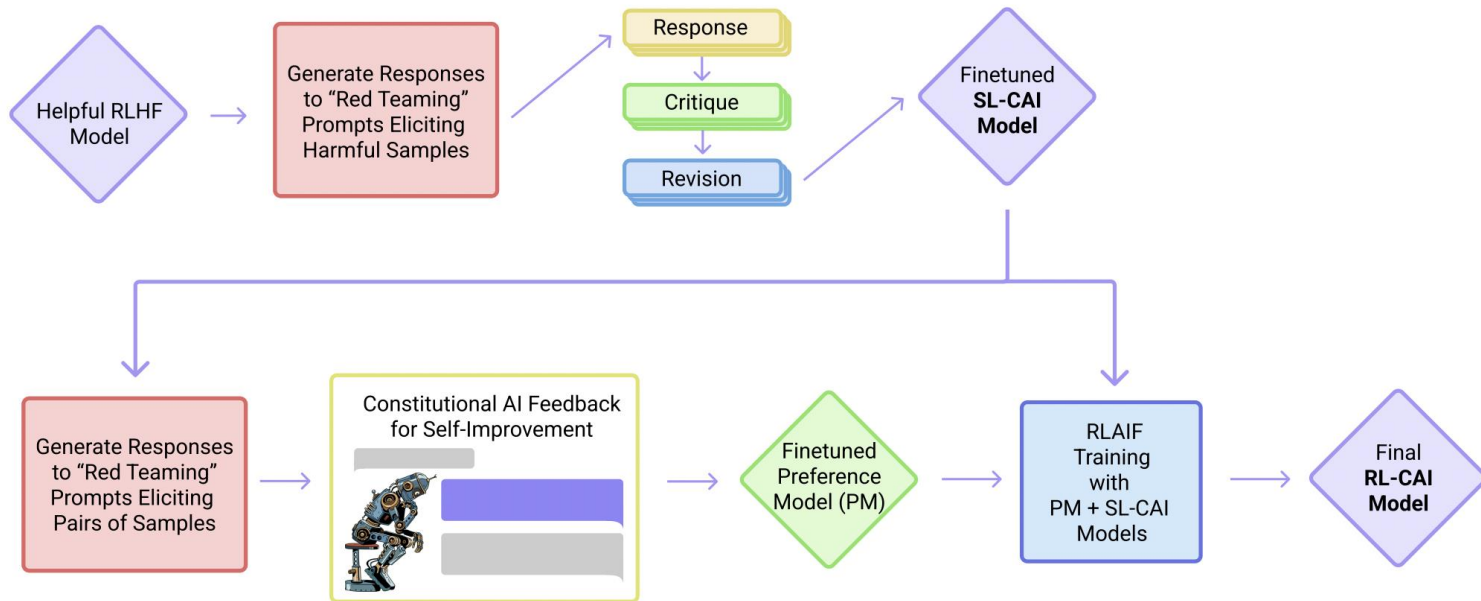 Helpful RLHF
Model
Generate Responses
to “Red Teaming”
Prompts Eliciting
Harmful Samples
Response
Critique
Revision
Finetuned
SL-CAI
Model
Generate Responses
to “Red Teaming”
Prompts Eliciting
Pairs of Samples
Constitutional AI Feedback
for Self-Improvement
Finetuned
Preference
Model (PM)
RLAIF
Training
with
PM + SL-CAI
Models
Final
RL-CAI
Model